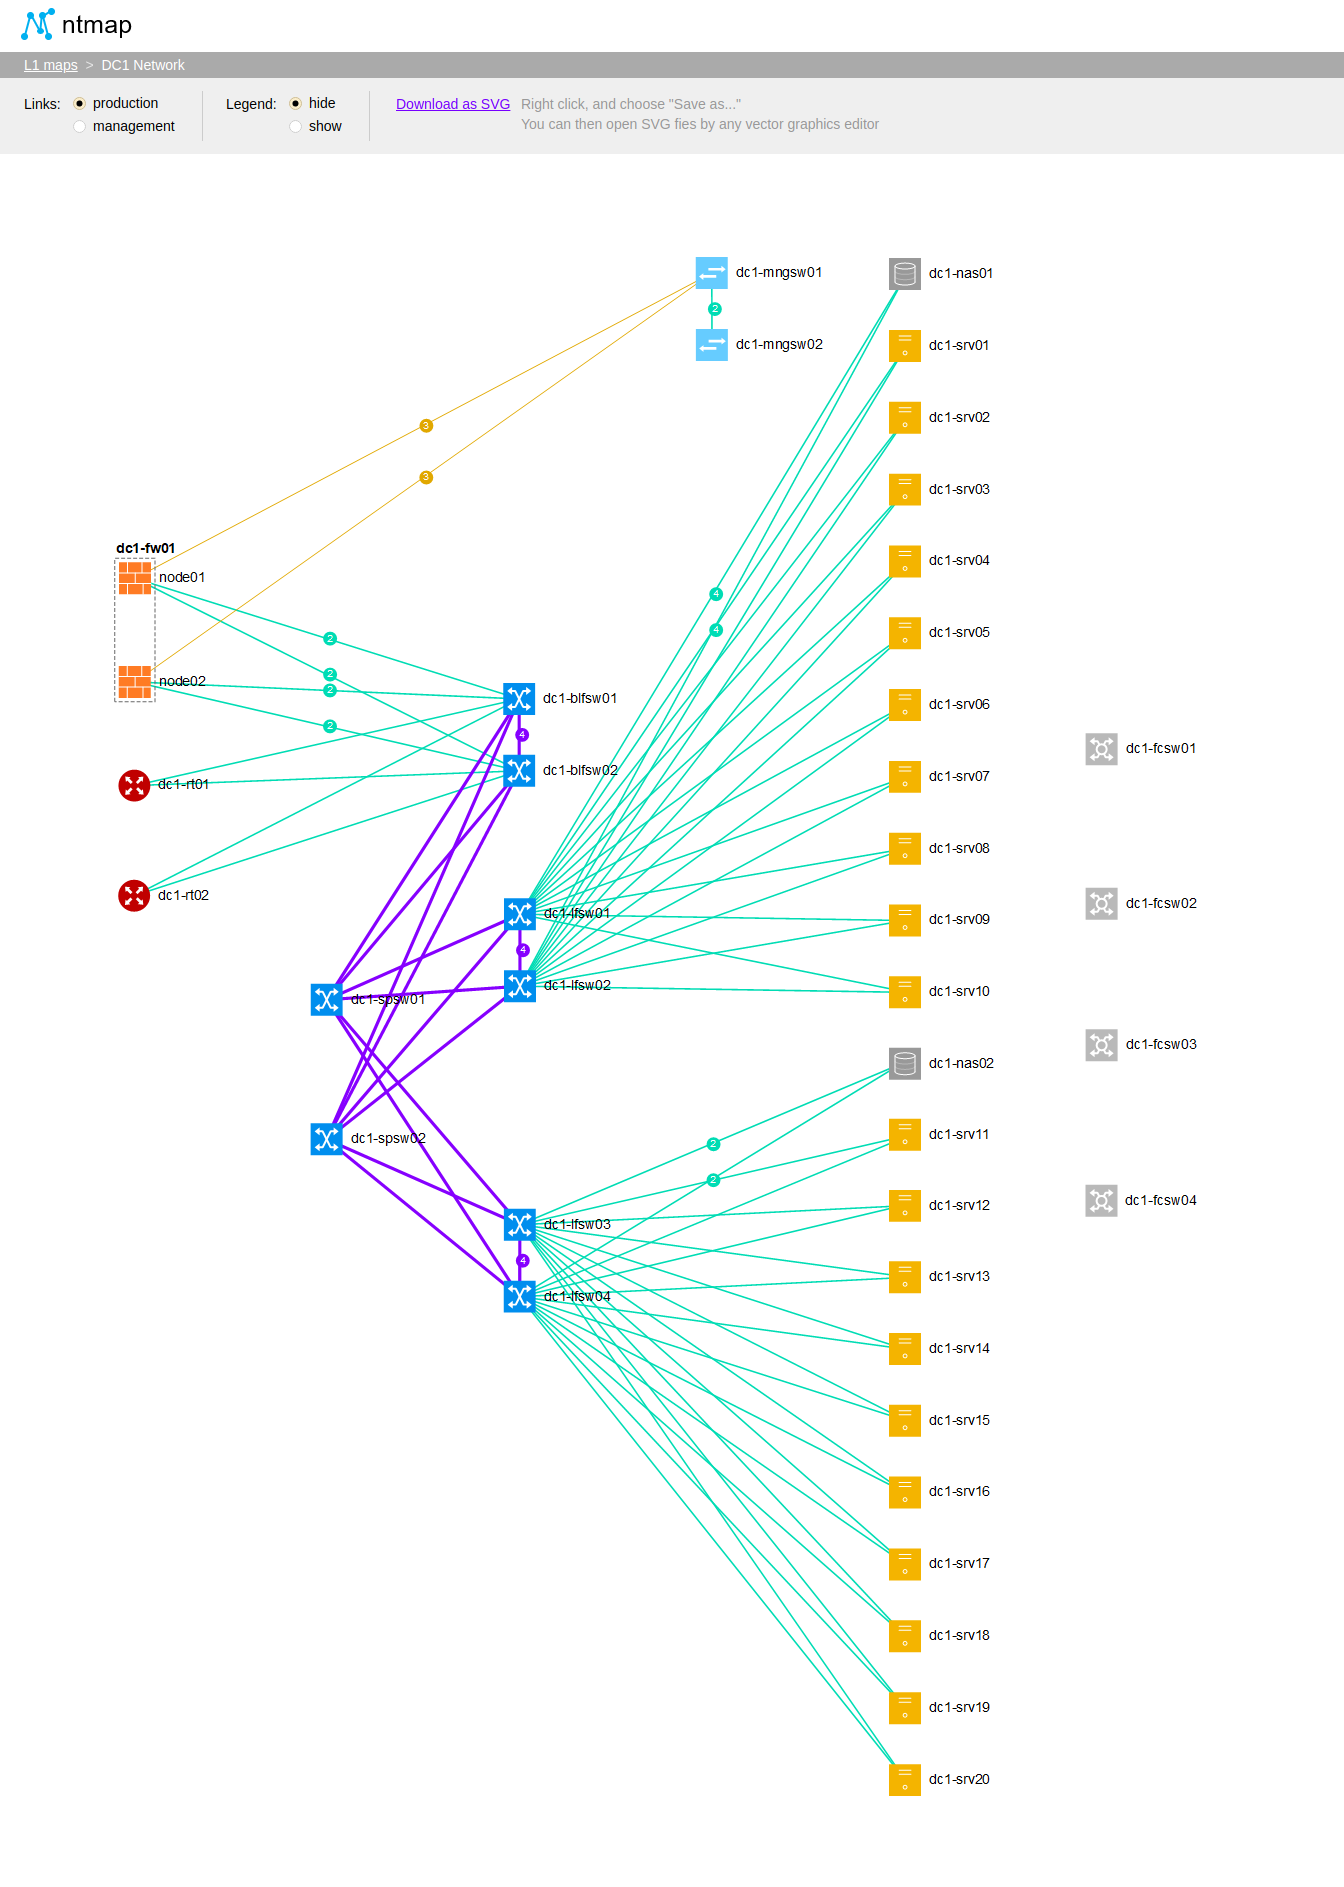 ntmap
L1 maps > DC1 Network
Links: production
management
Legend: hide
show
Download as SVG Right click, and choose "Save as..."
You can then open SVG fies by any vector graphics editor
dc1-mngsw01
2
dc1-mngsw02
dc1-nas01
dc1-srv01
dc1-srv02
dc1-srv03
dc1-srv04
dc1-srv05
dc1-srv06
dc1-srv07
dc1-srv08
dc1-srv09
dc1-srv10
3
3
dc1-fw01
node01
node02
2
2
2
2
4
4
dc1-blfsw01
4
dc1-blfsw02
dc1-rt01
dc1-rt02
dc1-lfsw01
4
dc1-lfsw02
dc1-spsw01
dc1-spsw02
dc1-fcsw01
dc1-fcsw02
dc1-fcsw03
dc1-fcsw04
dc1-nas02
2
2
dc1-lfsw03
4
dc1-lfsw04
dc1-srv11
dc1-srv12
dc1-srv13
dc1-srv14
dc1-srv15
dc1-srv16
dc1-srv17
dc1-srv18
dc1-srv19
dc1-srv20